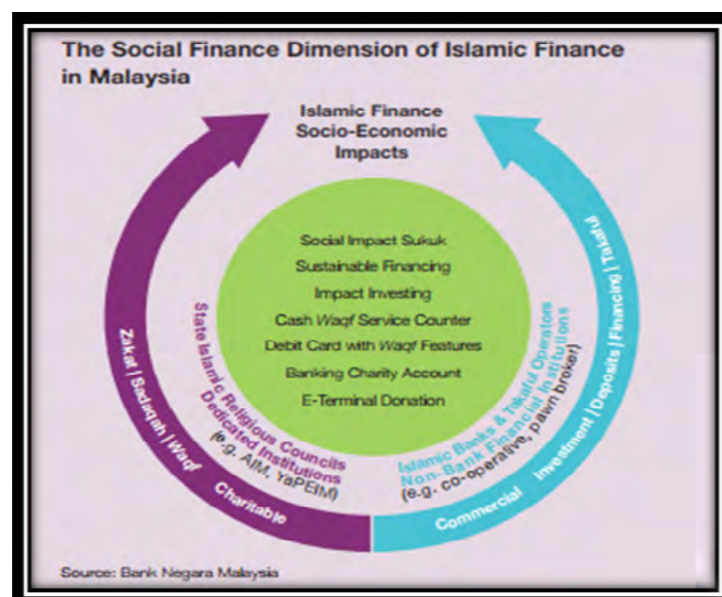 The Social Finance Dimension of Islamic Finance
in Malaysia
Islamic Finance
Socio-Economic
Impacts
Social Impact Sukuk
Sustainable Financing
Impact Investing
Cash Waqf Service Counter
Debit Card with Waqf Features
Banking Charity Account
E-Terminal Donation
Zakat | Sadaqah | Waqf
Charitable
State Islamic Religious Councils
Dedicated Institutions
(e.g. AIM, YaPEIM)
Islamic Banks & Takaful Operators
Non-Bank Financial Institutions
(e.g. co-operative, pawn broker)
Commercial
Investment | Deposits | Financing | Takaful
Source: Bank Negara Malaysia